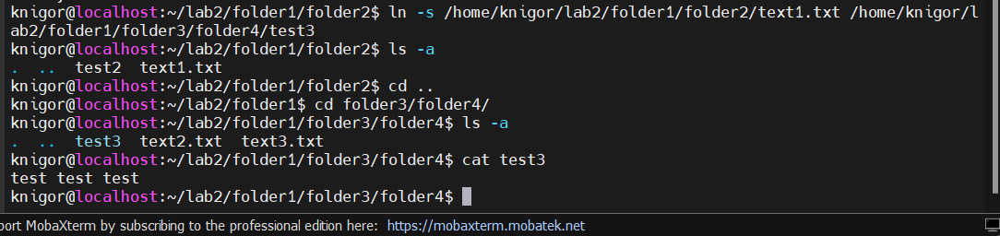 knigor@localhost:~/lab2/folder1/folder2$ ln -s /home/knigor/lab2/folder1/folder2/text1.txt /home/knigor/l
ab2/folder1/folder3/folder4/test3
knigor@localhost:~/lab2/folder1/folder2$ ls -a
.  ..  test2  text1.txt
knigor@localhost:~/lab2/folder1/folder2$ cd ..
knigor@localhost:~/lab2/folder1$ cd folder3/folder4/
knigor@localhost:~/lab2/folder1/folder3/folder4$ ls -a
.  ..  test3  text2.txt  text3.txt
knigor@localhost:~/lab2/folder1/folder3/folder4$ cat test3
test test test
knigor@localhost:~/lab2/folder1/folder3/folder4$
port MobaXterm by subscribing to the professional edition here: https://mobaxterm.mobatek.net